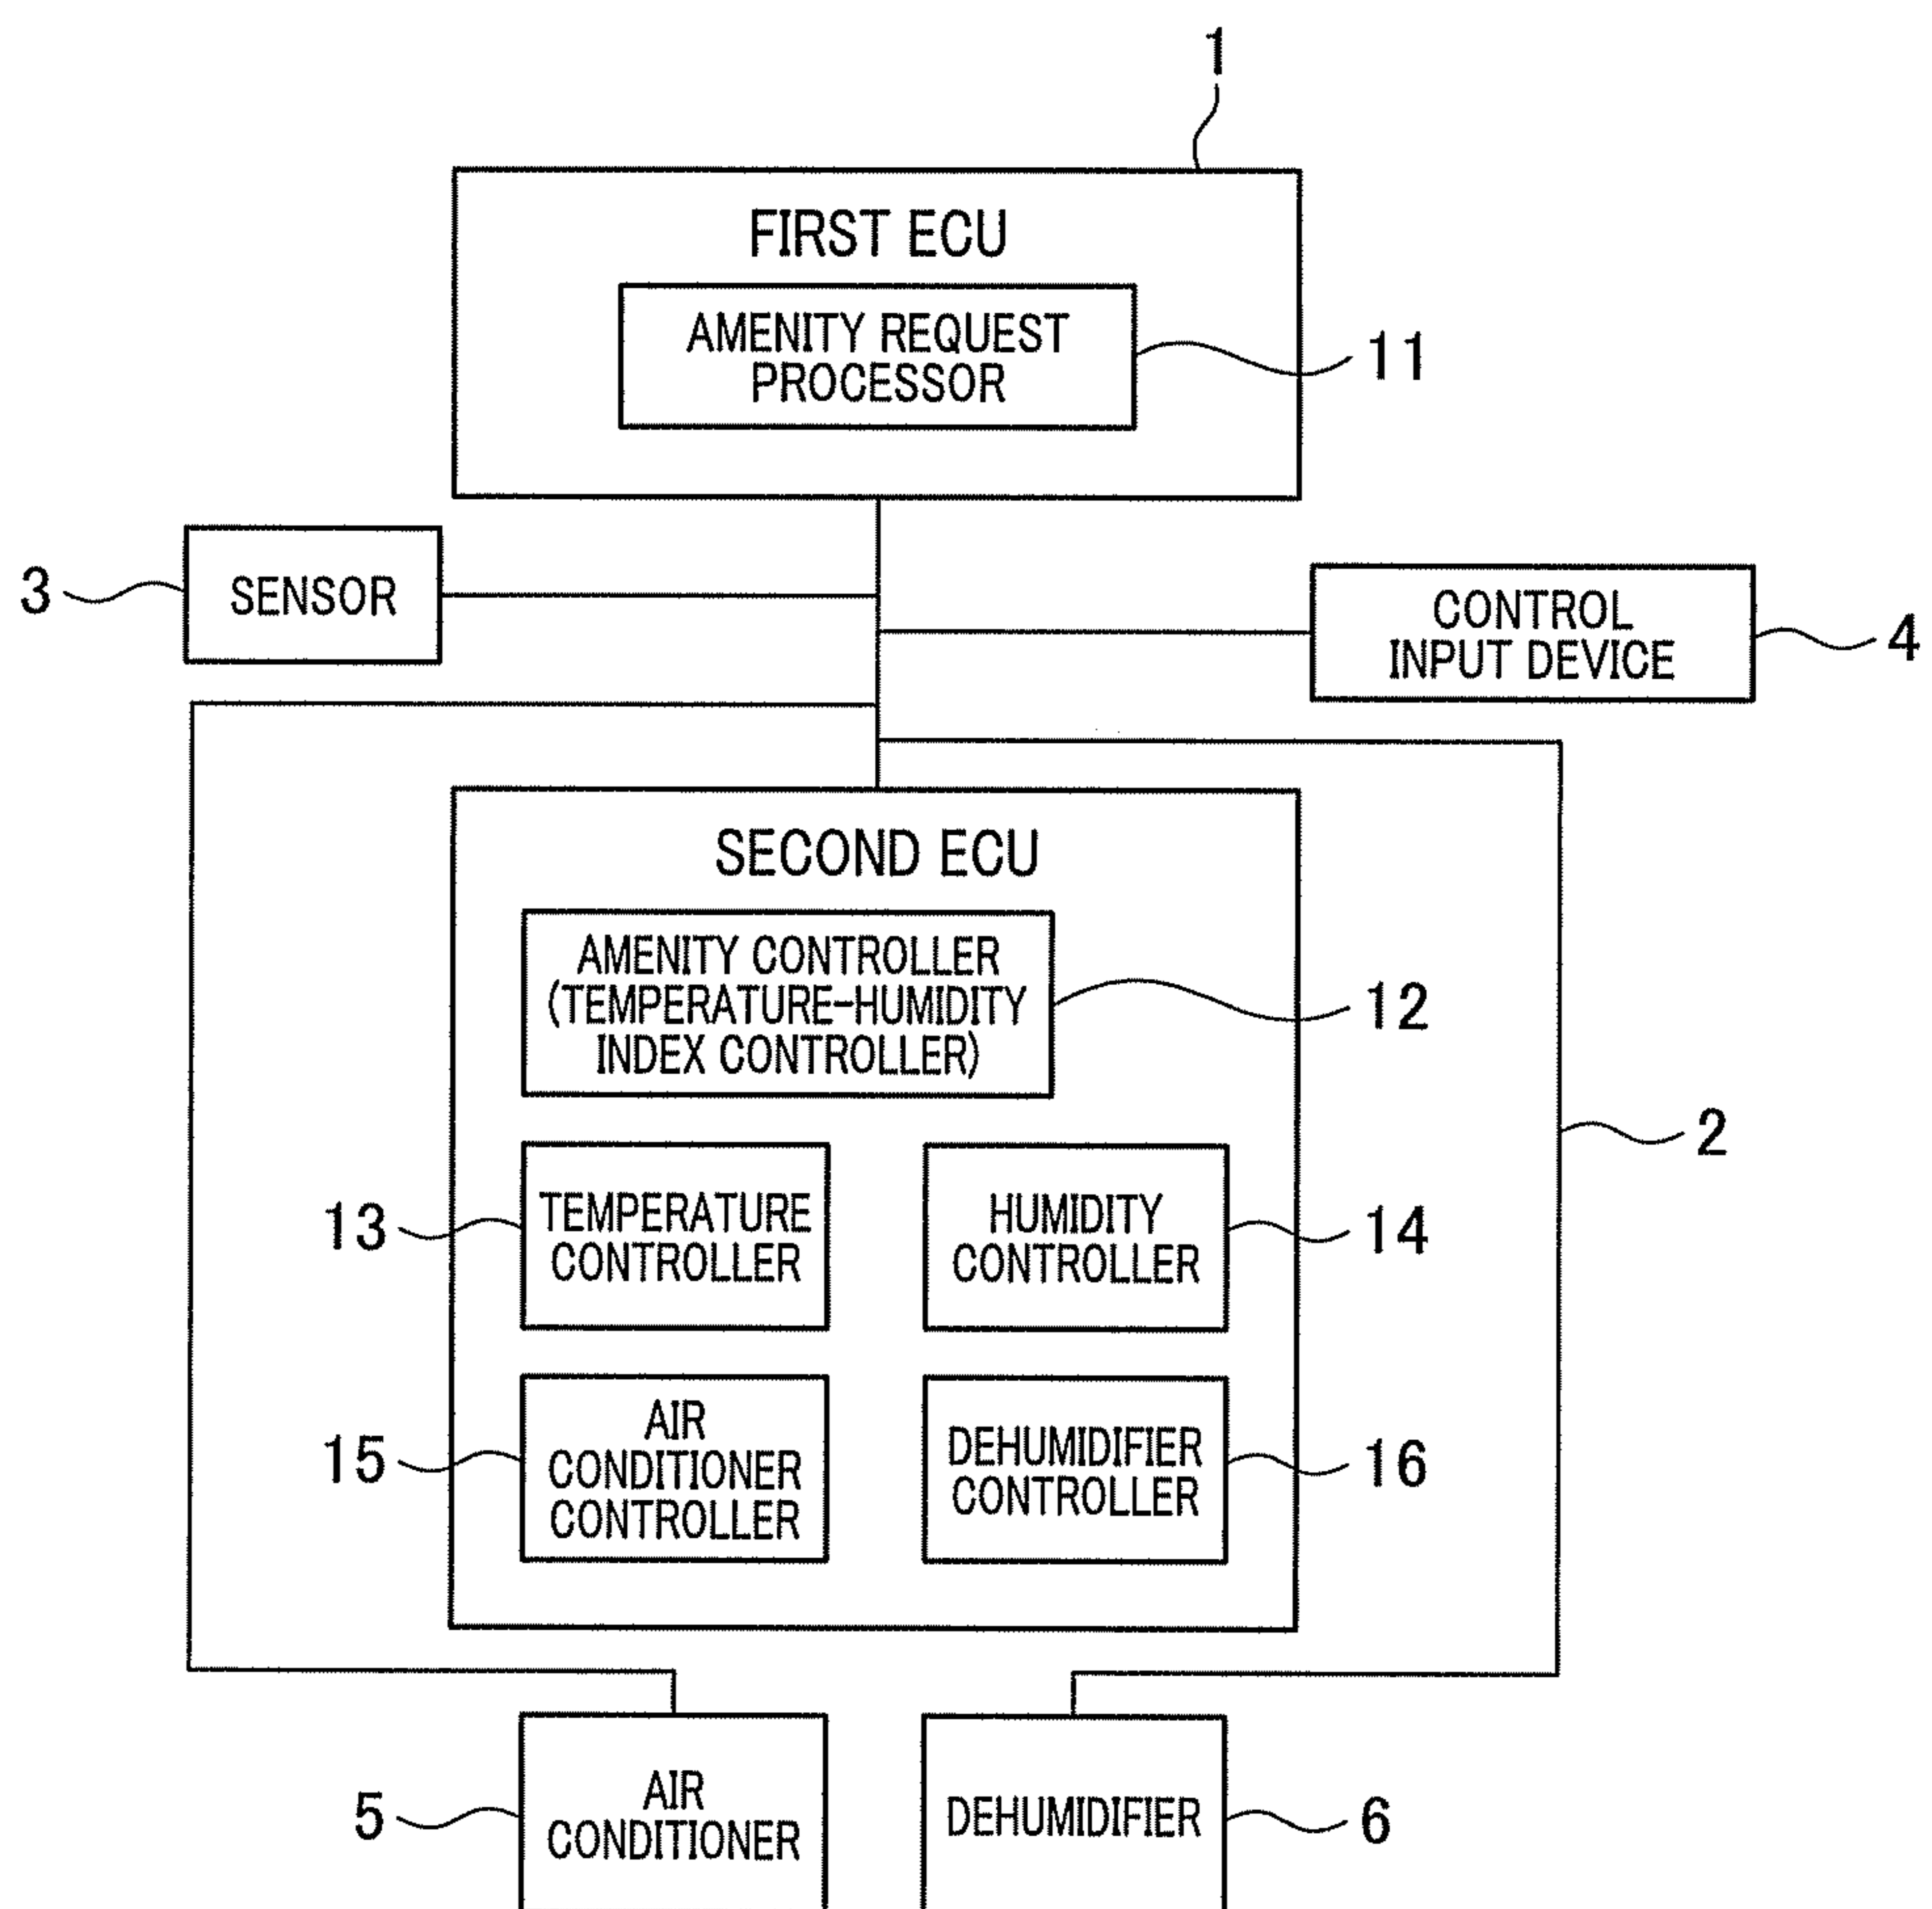 1
FIRST ECU
AMENITY REQUEST
PROCESSOR
11
3
SENSOR
CONTROL
INPUT DEVICE
4
SECOND ECU
AMENITY CONTROLLER
(TEMPERATURE-HUMIDITY
INDEX CONTROLLER)
12
2
13
TEMPERATURE
CONTROLLER
HUMIDITY
CONTROLLER
14
15
AIR
CONDITIONER
CONTROLLER
DEHUMIDIFIER
CONTROLLER
16
5
AIR
CONDITIONER
DEHUMIDIFIER
6